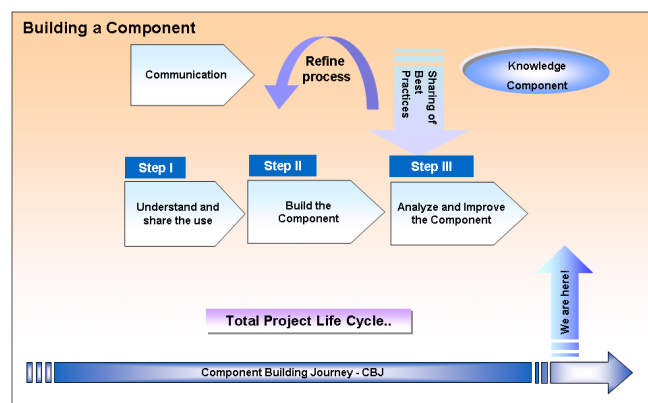 Building a Component
Communication
Refine
process
Sharing of
Best
Practices
Knowledge
Component
Step I
Step II
Step III
Understand and
share the use
Build the
Component
Analyze and Improve
the Component
We are here!
Total Project Life Cycle..
Component Building Journey - CBJ